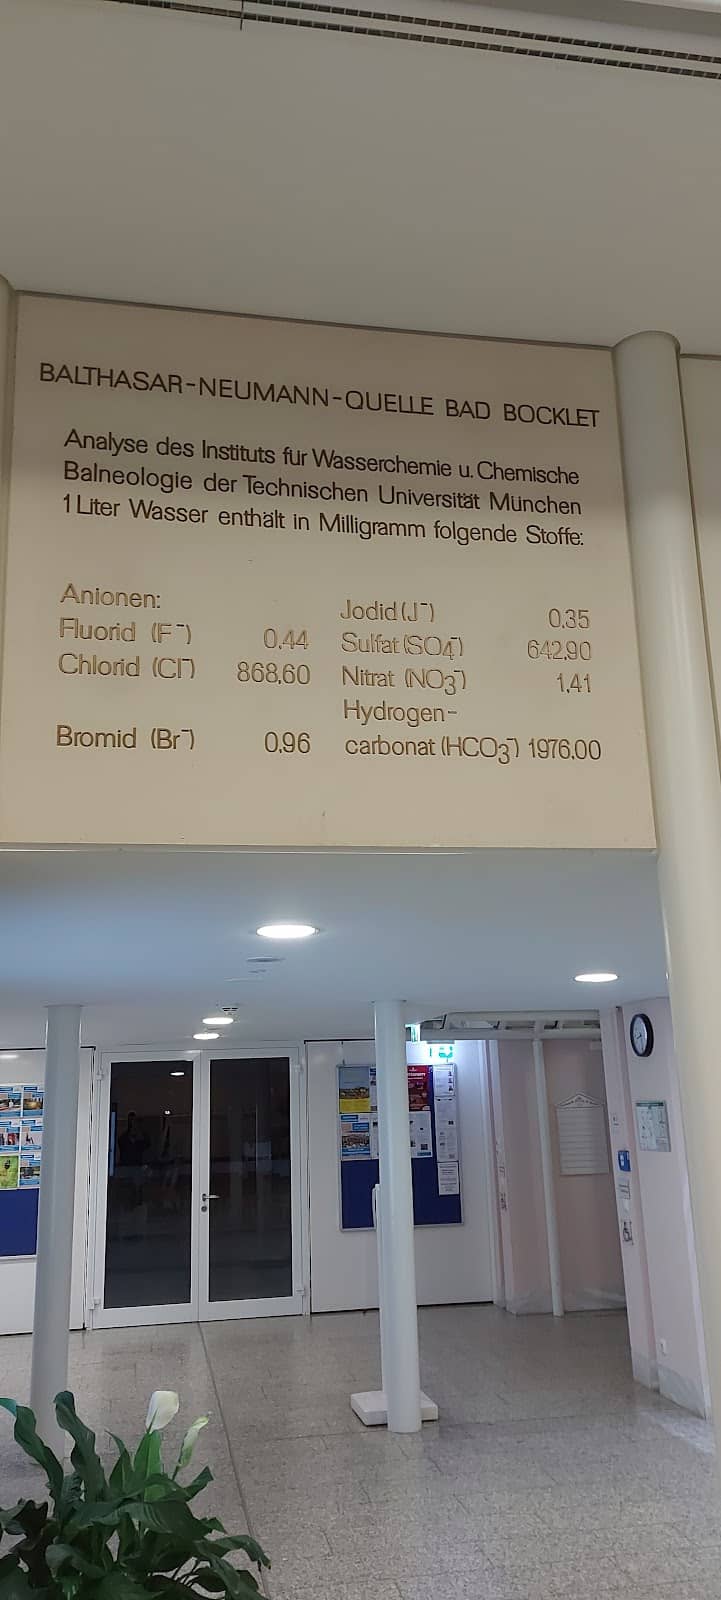 BALTHASAR-NEUMANN-QUELLE BAD BOCKLET
Analyse des Instituts für Wasserchemie u. Chemische
Balneologie der Technischen Universität München
1 Liter Wasser enthält in Milligramm folgende Stoffe:
Anionen:
Fluorid (F⁻) 0,44
Chlorid (Cl⁻) 868,60
Bromid (Br⁻) 0,96
Jodid (J⁻) 0,35
Sulfat (SO₄⁻) 642,90
Nitrat (NO₃⁻) 1,41
Hydrogen-
carbonat (HCO₃⁻) 1976,00